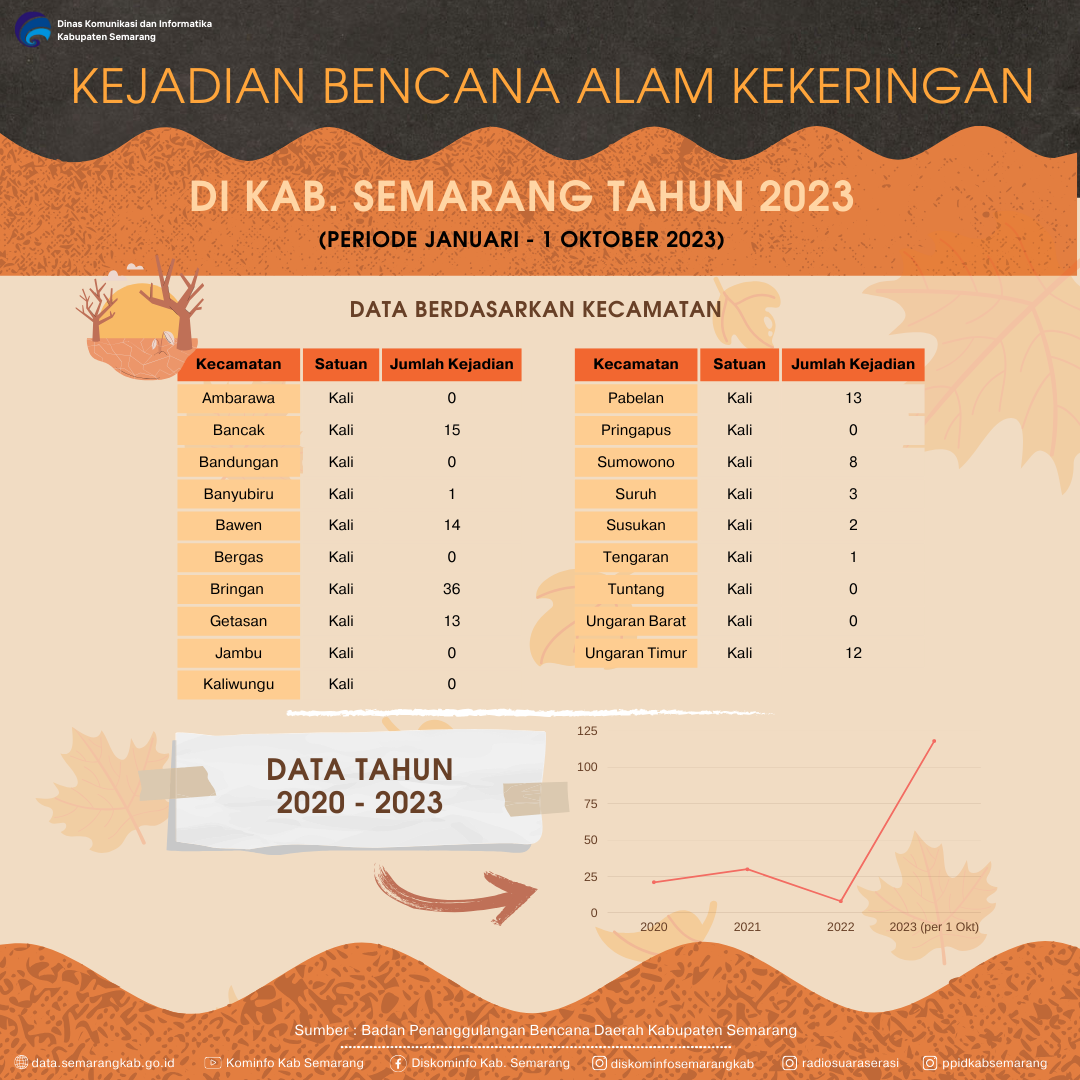 Dinas Komunikasi dan Informatika
Kabupaten Semarang
KEJADIAN BENCANA ALAM KEKERINGAN
DI KAB. SEMARANG TAHUN 2023
(PERIODE JANUARI - 1 OKTOBER 2023)
DATA BERDASARKAN KECAMATAN
Kecamatan Satuan Jumlah Kejadian
Ambarawa Kali 0
Bancak Kali 15
Bandungan Kali 0
Banyubiru Kali 1
Bawen Kali 14
Bergas Kali 0
Bringan Kali 36
Getasan Kali 13
Jambu Kali 0
Kaliwungu Kali 0
Kecamatan Satuan Jumlah Kejadian
Pabelan Kali 13
Pringapus Kali 0
Sumowono Kali 8
Suruh Kali 3
Susukan Kali 2
Tengaran Kali 1
Tuntang Kali 0
Ungaran Barat Kali 0
Ungaran Timur Kali 12
DATA TAHUN
2020 - 2023
125
100
75
50
25
0
2020 2021 2022 2023 (per 1 Okt)
Sumber : Badan Penanggulangan Bencana Daerah Kabupaten Semarang
data.semarangkab.go.id Kominfo Kab Semarang Diskominfo Kab. Semarang diskominfosemarangkab radiosuaraserasi ppidkabsemarang